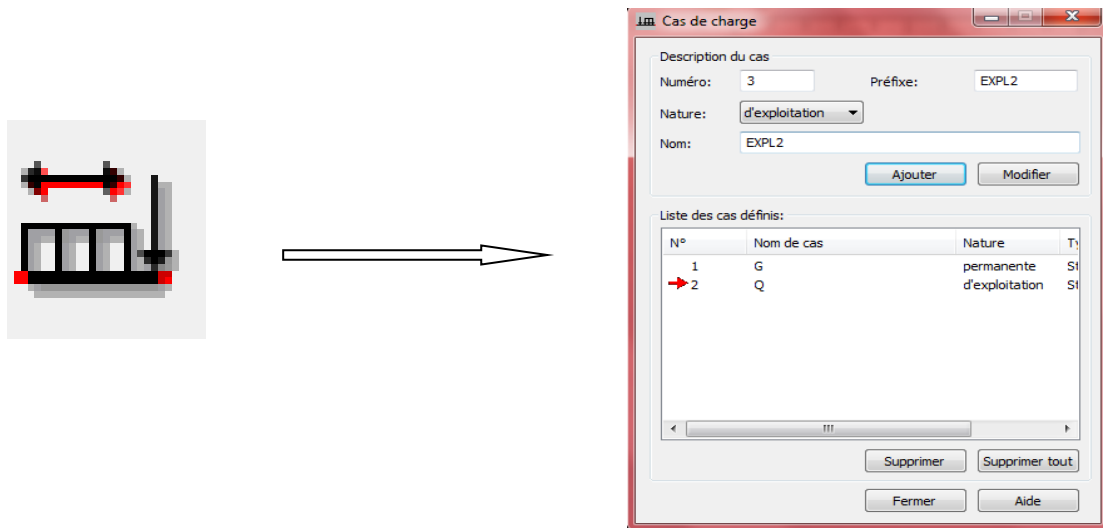 Cas de charge
Description du cas
Numéro: 3 Préfixe: EXPL2
Nature: d'exploitation
Nom: EXPL2
Ajouter Modifier
Liste des cas définis:
N° Nom de cas Nature
1 G permanente
2 Q d'exploitation
Supprimer Supprimer tout
Fermer Aide